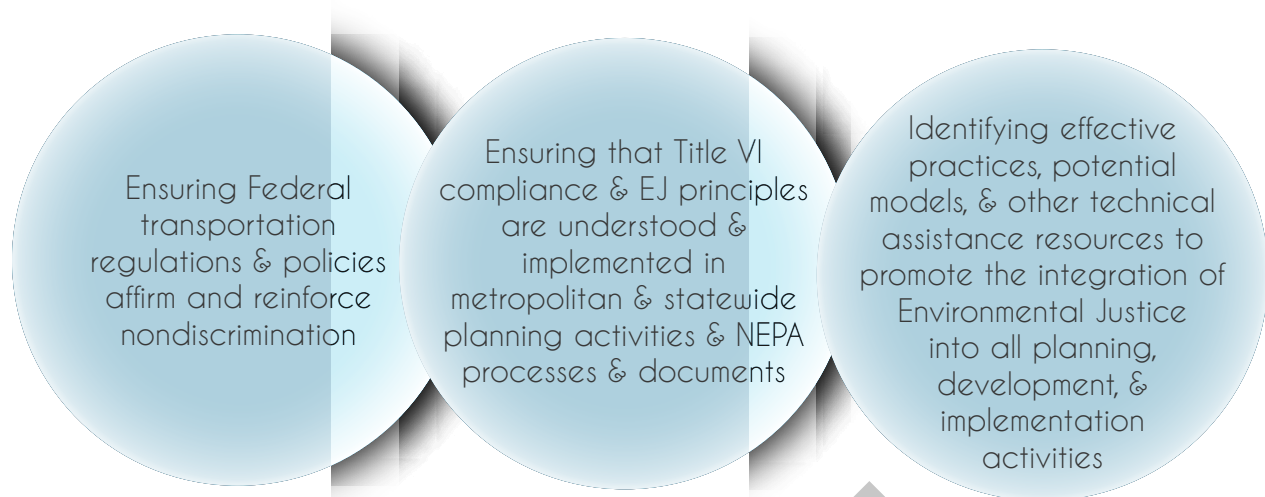 Ensuring Federal
transportation
regulations & policies
affirm and reinforce
nondiscrimination
Ensuring that Title VI
compliance & EJ principles
are understood &
implemented in
metropolitan & statewide
planning activities & NEPA
processes & documents
Identifying effective
practices, potential
models, & other technical
assistance resources to
promote the integration of
Environmental Justice
into all planning,
development, &
implementation
activities